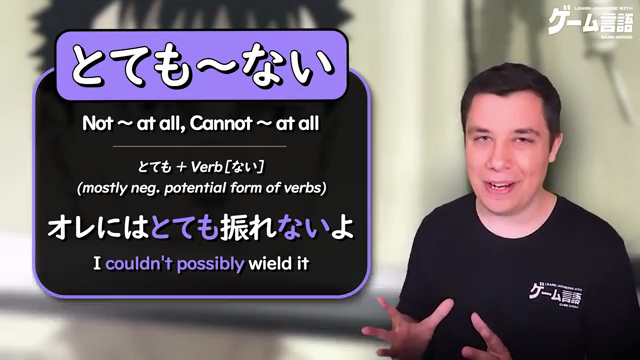 とても～ない
Not ～ at all, Cannot ～ at all
とても + Verb[ない]
(mostly neg. potential form of verbs)
オレにはとても振れないよ
I couldn't possibly wield it
LEARN JAPANESE WITH
ゲーム言語
GAME GENGO
LEARN JAPANESE WITH
ゲーム言語
GAME GENGO